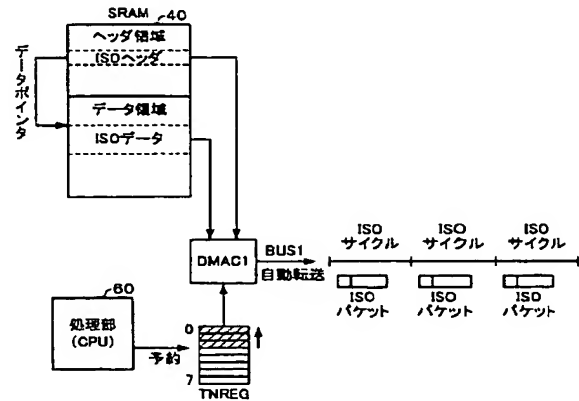 SRAM 40
ヘッダ領域
ISOヘッダ
データポインタ
データ領域
ISOデータ
DMAC1
BUS1
自動転送
ISO
サイクル
ISO
サイクル
ISO
サイクル
ISO
パケット
ISO
パケット
ISO
パケット
60
処理部
(CPU)
予約
0
7
TNREQ